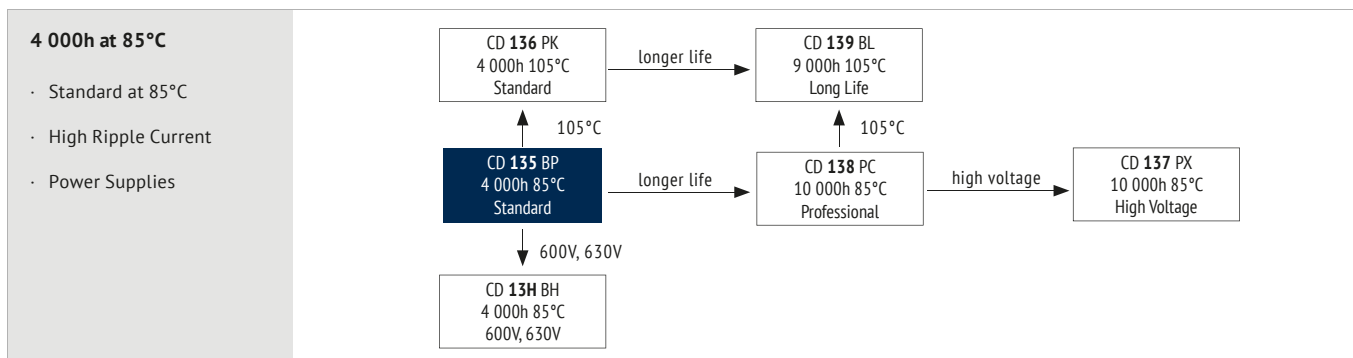 4 000h at 85°C
· Standard at 85°C
· High Ripple Current
· Power Supplies
CD 136 PK
4 000h 105°C
Standard
longer life
CD 139 BL
9 000h 105°C
Long Life
105°C
105°C
CD 135 BP
4 000h 85°C
Standard
longer life
CD 138 PC
10 000h 85°C
Professional
high voltage
CD 137 PX
10 000h 85°C
High Voltage
600V, 630V
CD 13H BH
4 000h 85°C
600V, 630V